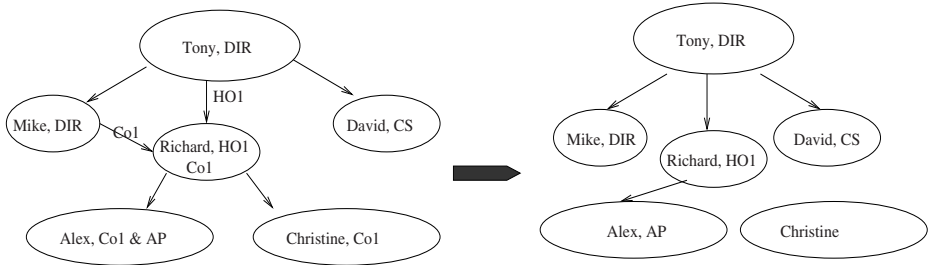 Tony, DIR
HO1
Mike, DIR
Co1
David, CS
Richard, HO1
Co1
Alex, Co1 & AP
Christine, Co1
Tony, DIR
Mike, DIR
David, CS
Richard, HO1
Alex, AP
Christine